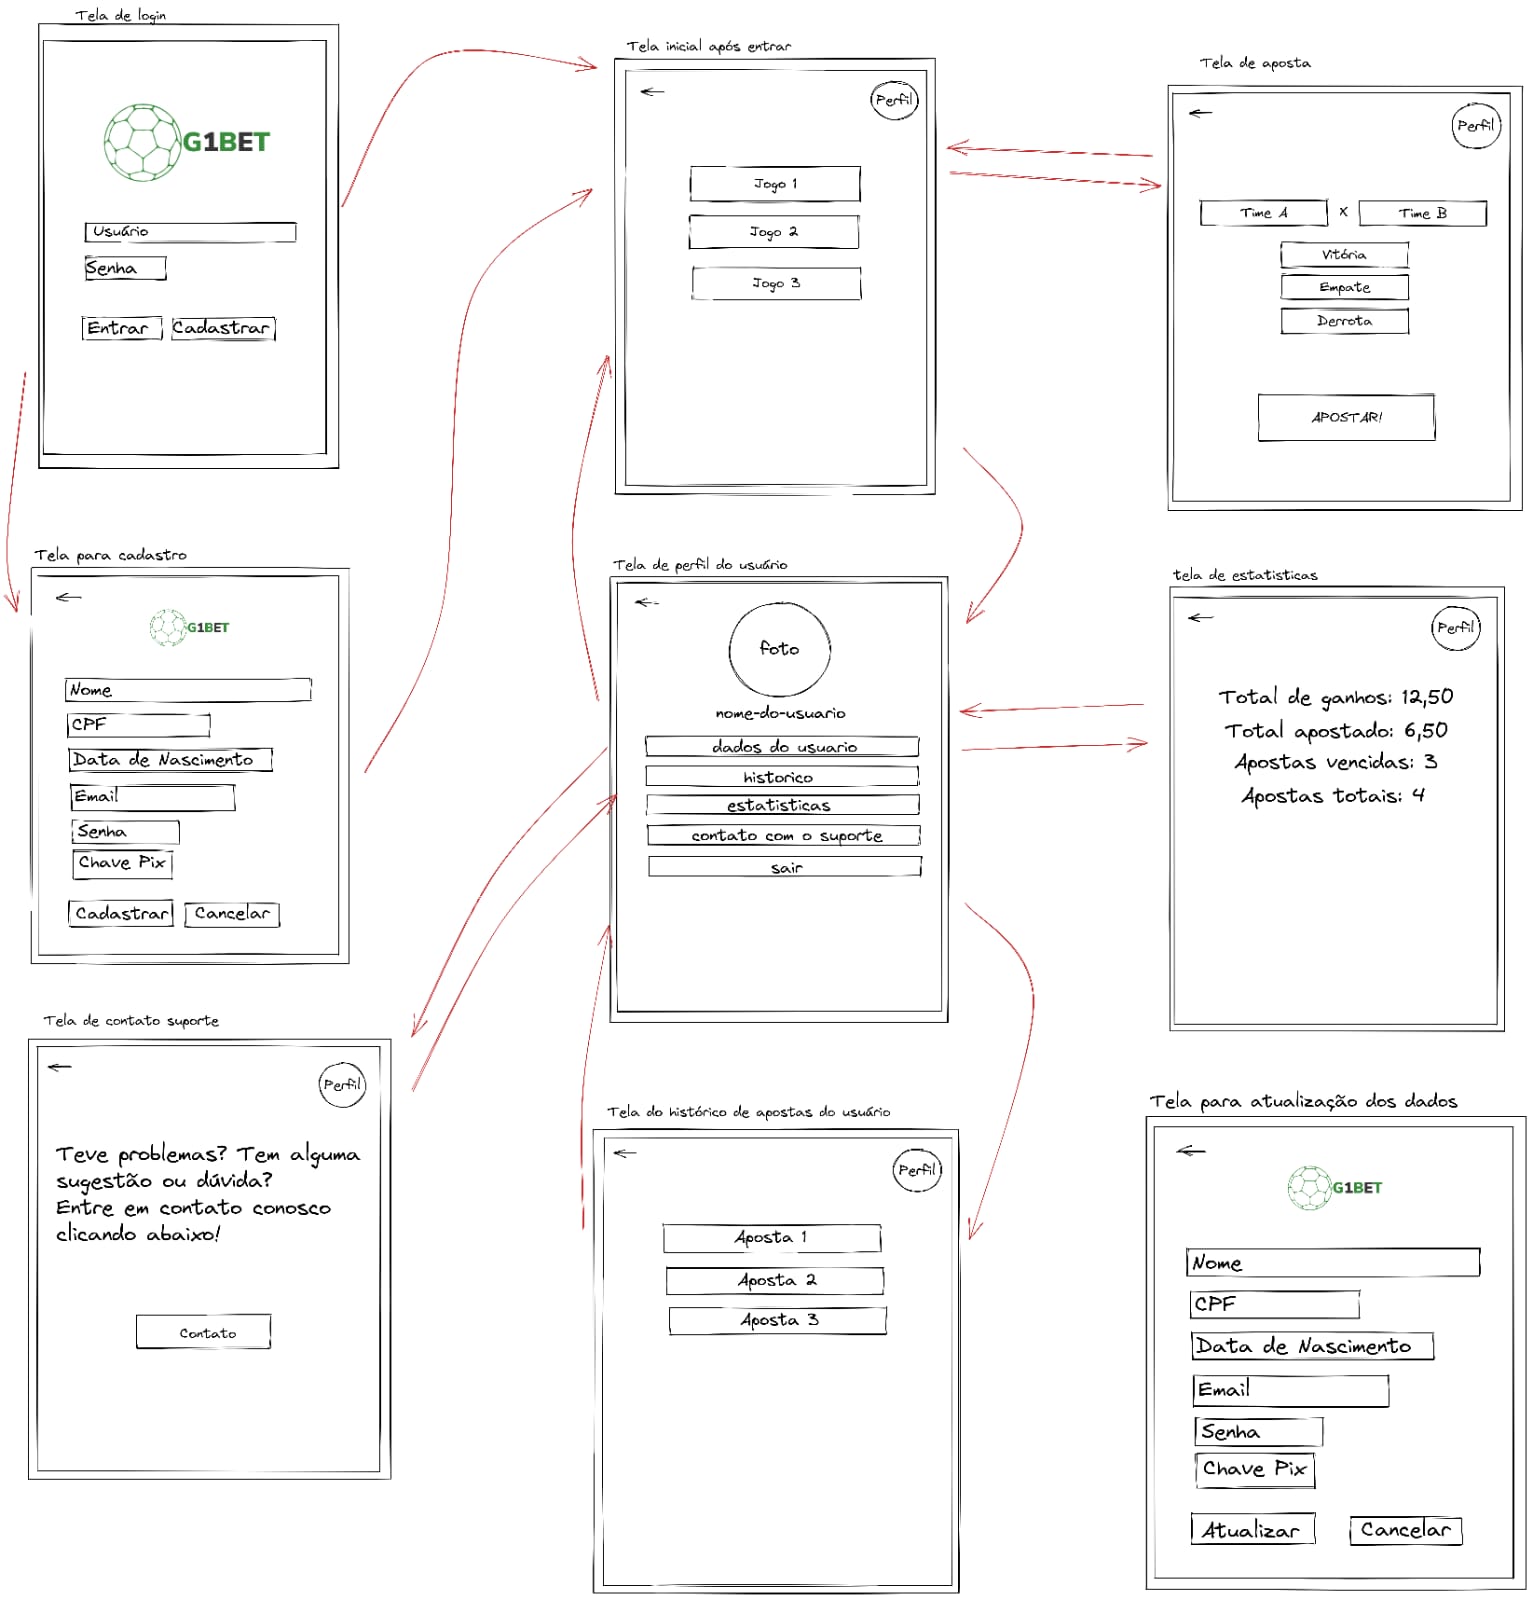 Tela de login
G1BET
Usuário
Senha
Entrar
Cadastrar
Tela inicial após entrar
Perfil
Jogo 1
Jogo 2
Jogo 3
Tela de aposta
Perfil
Time A
x
Time B
Vitória
Empate
Derrota
APOSTAR!
Tela para cadastro
G1BET
Nome
CPF
Data de Nascimento
Email
Senha
Chave Pix
Cadastrar
Cancelar
Tela de perfil do usuário
foto
nome-do-usuario
dados do usuario
historico
estatisticas
contato com o suporte
sair
tela de estatisticas
Perfil
Total de ganhos: 12,50
Total apostado: 6,50
Apostas vencidas: 3
Apostas totais: 4
Tela de contato suporte
Perfil
Teve problemas? Tem alguma
sugestão ou dúvida?
Entre em contato conosco
clicando abaixo!
Contato
Tela do histórico de apostas do usuário
Perfil
Aposta 1
Aposta 2
Aposta 3
Tela para atualização dos dados
G1BET
Nome
CPF
Data de Nascimento
Email
Senha
Chave Pix
Atualizar
Cancelar